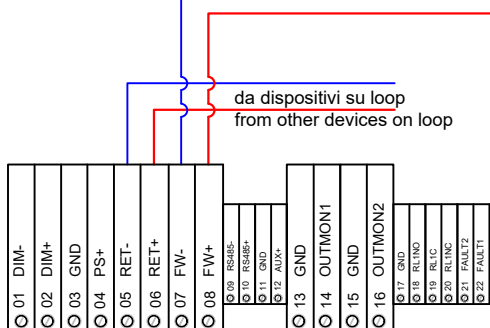 da dispositivi su loop
from other devices on loop
01 DIM-
02 DIM+
03 GND
04 PS+
05 RET-
06 RET+
07 FW-
08 FW+
09 RS485-
10 RS485+
11 GND
12 AUX+
13 GND
14 OUTMON1
15 GND
16 OUTMON2
17 GND
18 RL1NO
19 RL1C
20 RL1NC
21 FAULT2
22 FAULT1